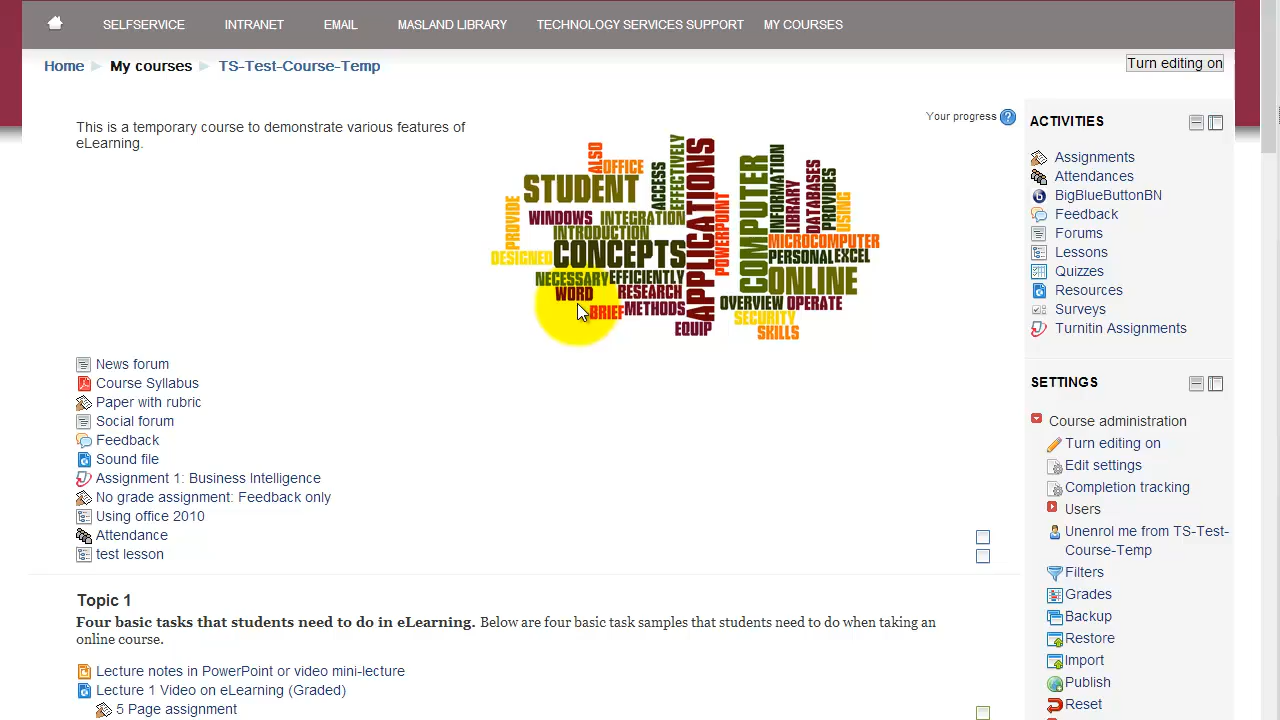 SELFSERVICE INTRANET EMAIL MASLAND LIBRARY TECHNOLOGY SERVICES SUPPORT MY COURSES
Home My courses TS-Test-Course-Temp
Turn editing on
This is a temporary course to demonstrate various features of
eLearning.
Your progress
ALSO
OFFICE
STUDENT
ACCESS
EFFECTIVELY
APPLICATIONS
PROVIDE
WINDOWS
INTEGRATION
INTRODUCTION
DESIGNED
CONCEPTS
POWERPOINT
NECESSARY
EFFICIENTLY
WORD
RESEARCH
BRIEF
METHODS
EQUIP
COMPUTER
INFORMATION
LIBRARY
DATABASES
PROVIDES
USING
MICROCOMPUTER
PERSONAL
EXCEL
ONLINE
OVERVIEW
OPERATE
SECURITY
SKILLS
News forum
Course Syllabus
Paper with rubric
Social forum
Feedback
Sound file
Assignment 1: Business Intelligence
No grade assignment: Feedback only
Using office 2010
Attendance
test lesson
Topic 1
Four basic tasks that students need to do in eLearning. Below are four basic task samples that students need to do when taking an
online course.
Lecture notes in PowerPoint or video mini-lecture
Lecture 1 Video on eLearning (Graded)
5 Page assignment
ACTIVITIES
Assignments
Attendances
BigBlueButtonBN
Feedback
Forums
Lessons
Quizzes
Resources
Surveys
Turnitin Assignments
SETTINGS
Course administration
Turn editing on
Edit settings
Completion tracking
Users
Unenrol me from TS-Test-
Course-Temp
Filters
Grades
Backup
Restore
Import
Publish
Reset